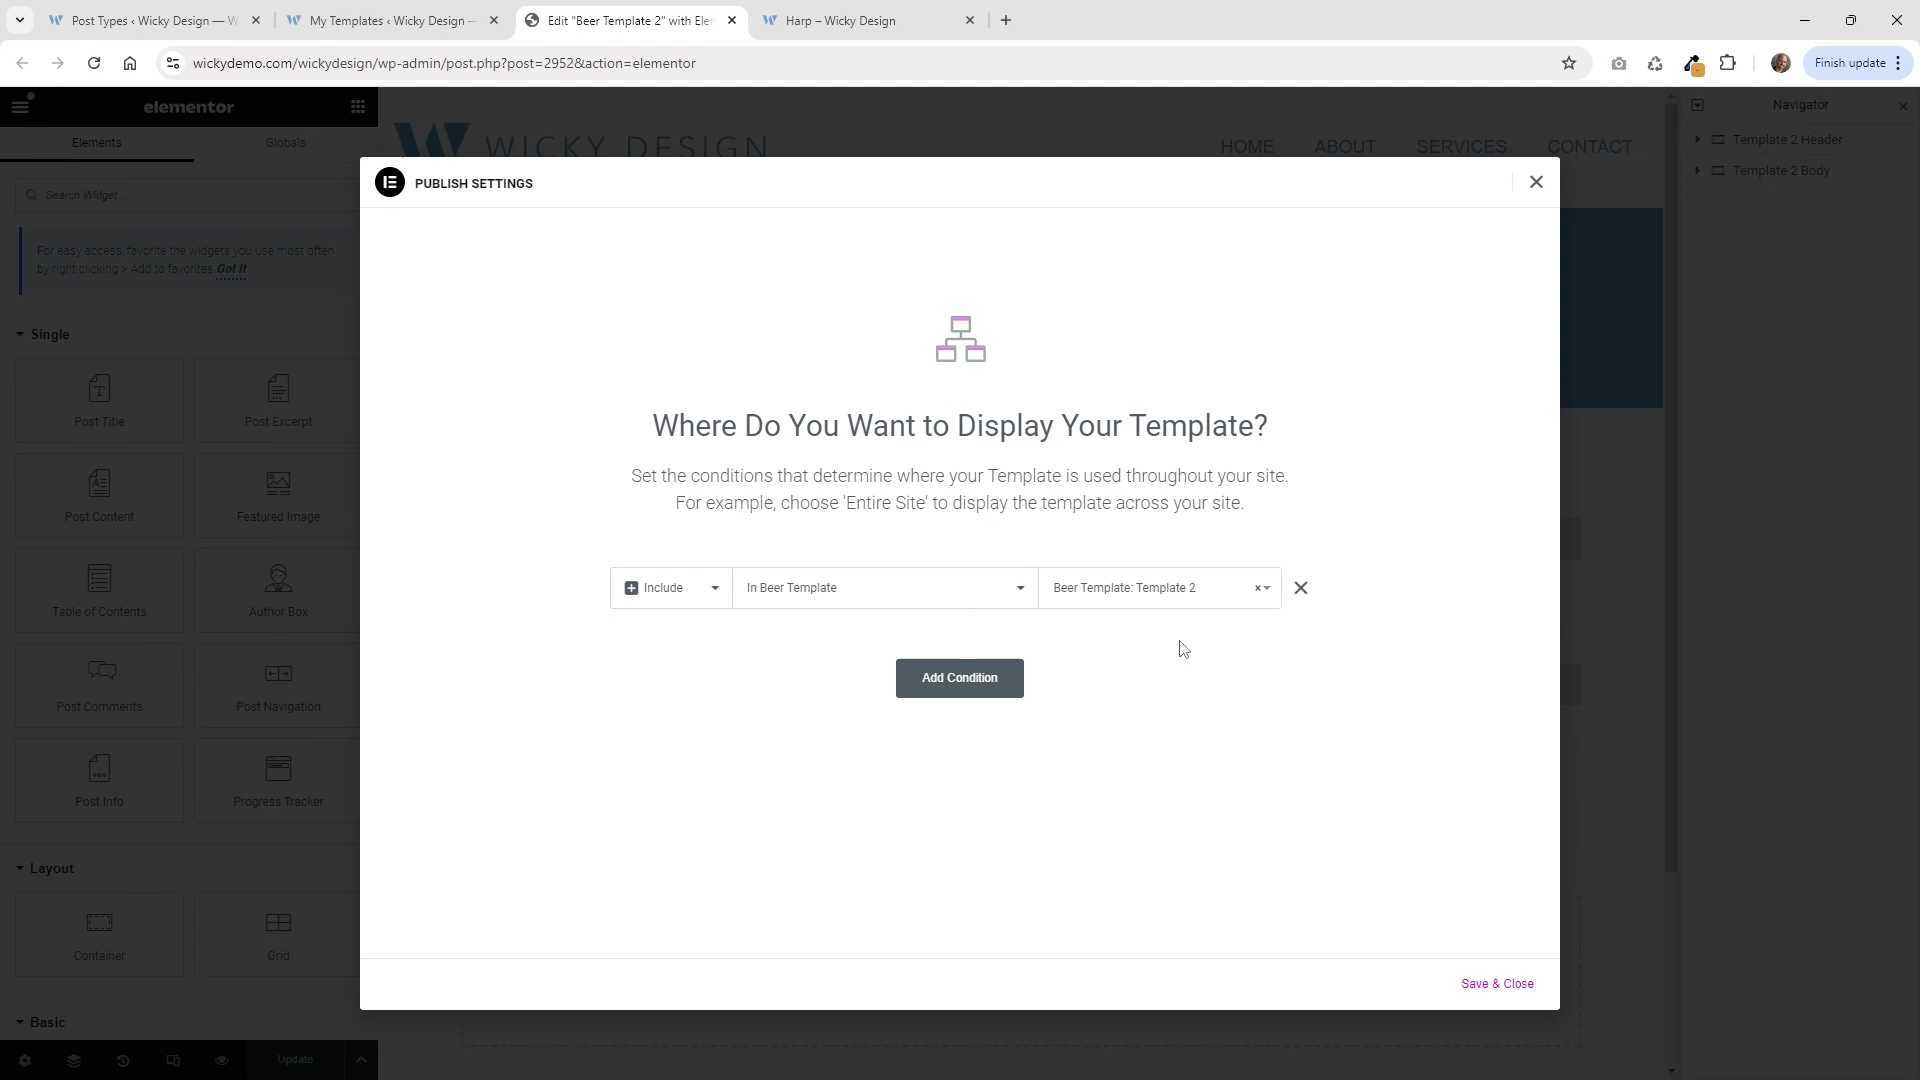 Post Types ‹ Wicky Design — W
My Templates ‹ Wicky Design —
Edit "Beer Template 2" with Eler
Harp – Wicky Design
wickydemo.com/wickydesign/wp-admin/post.php?post=2952&action=elementor
Finish update
elementor
Elements
Globals
Search Widget...
For easy access, favorite the widgets you use most often
by right clicking > Add to favorites. Got It
Single
Post Title
Post Excerpt
Post Content
Featured Image
Table of Contents
Author Box
Post Comments
Post Navigation
Post Info
Progress Tracker
Layout
Container
Grid
Basic
Update
WICKY DESIGN
HOME
ABOUT
SERVICES
CONTACT
PUBLISH SETTINGS
Where Do You Want to Display Your Template?
Set the conditions that determine where your Template is used throughout your site.
For example, choose 'Entire Site' to display the template across your site.
Include
In Beer Template
Beer Template: Template 2
Add Condition
Save & Close
Navigator
Template 2 Header
Template 2 Body